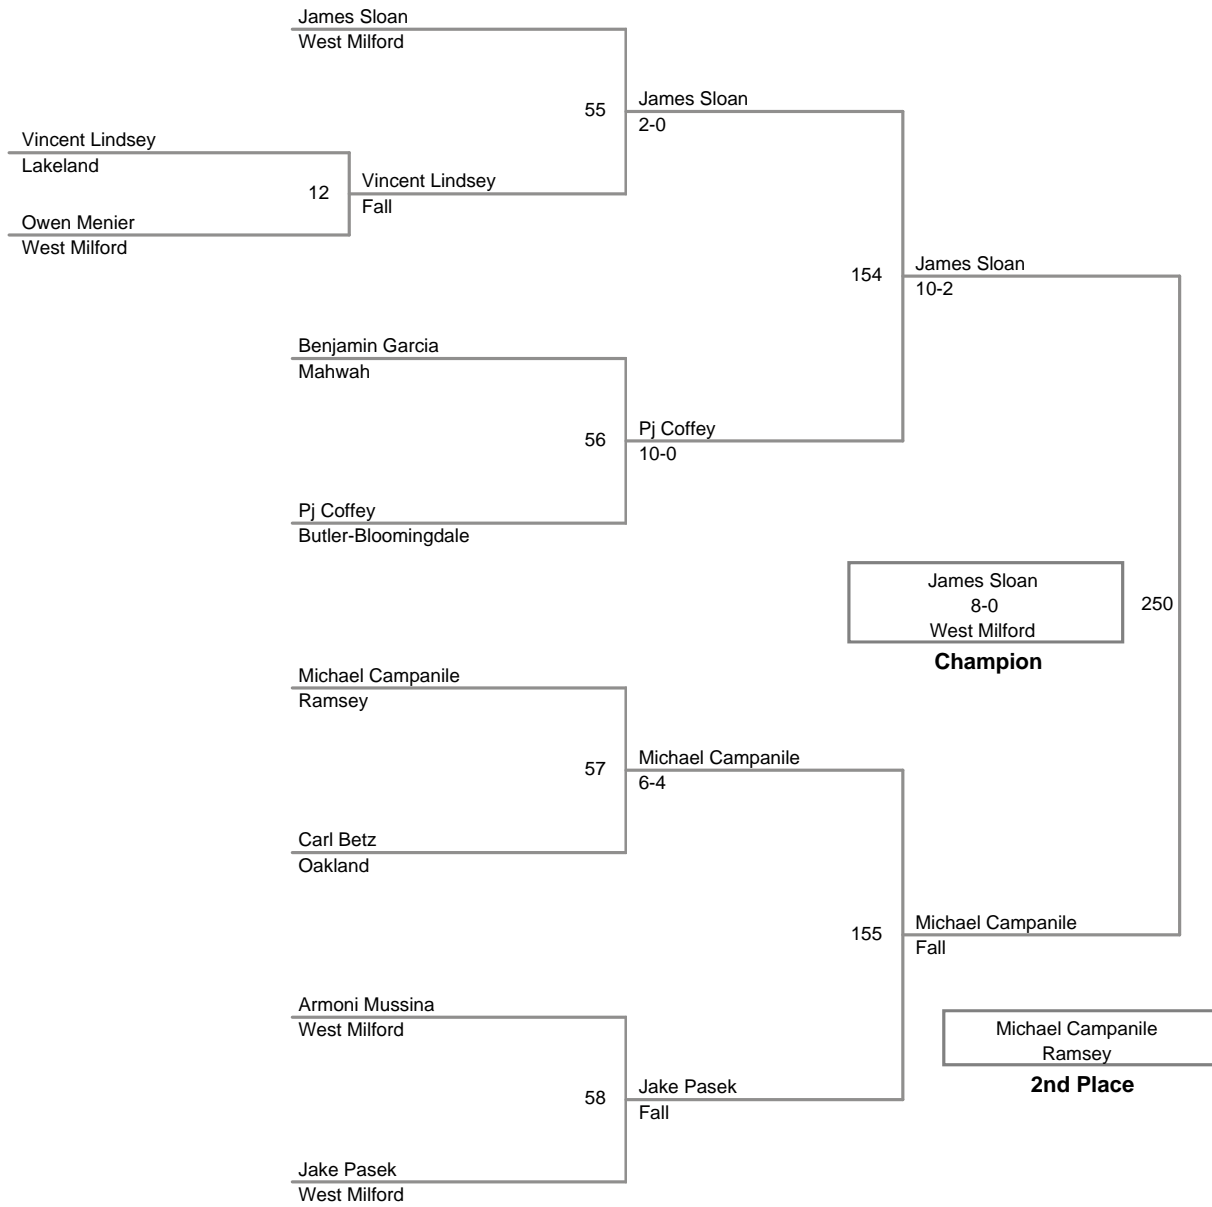 James Sloan
West Milford
55
James Sloan
2-0
Vincent Lindsey
Lakeland
12
Vincent Lindsey
Fall
Owen Menier
West Milford
154
James Sloan
10-2
Benjamin Garcia
Mahwah
56
Pj Coffey
10-0
Pj Coffey
Butler-Bloomingdale
James Sloan
8-0
West Milford
Champion
250
Michael Campanile
Ramsey
57
Michael Campanile
6-4
Carl Betz
Oakland
155
Michael Campanile
Fall
Armoni Mussina
West Milford
58
Jake Pasek
Fall
Jake Pasek
West Milford
Michael Campanile
Ramsey
2nd Place